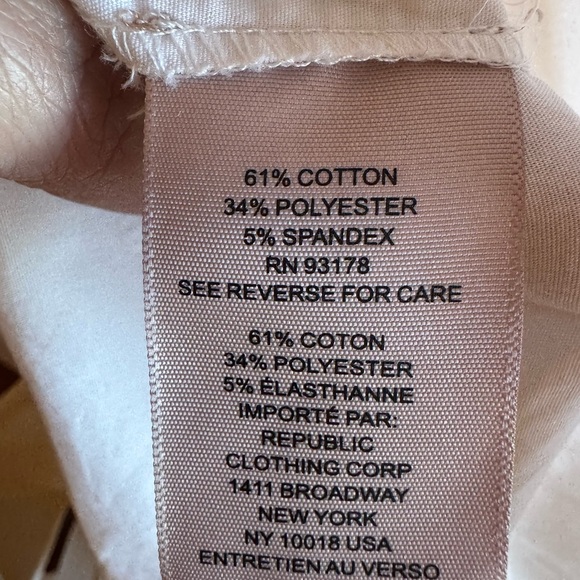 61% COTTON
34% POLYESTER
5% SPANDEX
RN 93178
SEE REVERSE FOR CARE
61% COTON
34% POLYESTER
5% ÉLASTHANNE
IMPORTÉ PAR:
REPUBLIC
CLOTHING CORP
1411 BROADWAY
NEW YORK
NY 10018 USA
ENTRETIEN AU VERSO